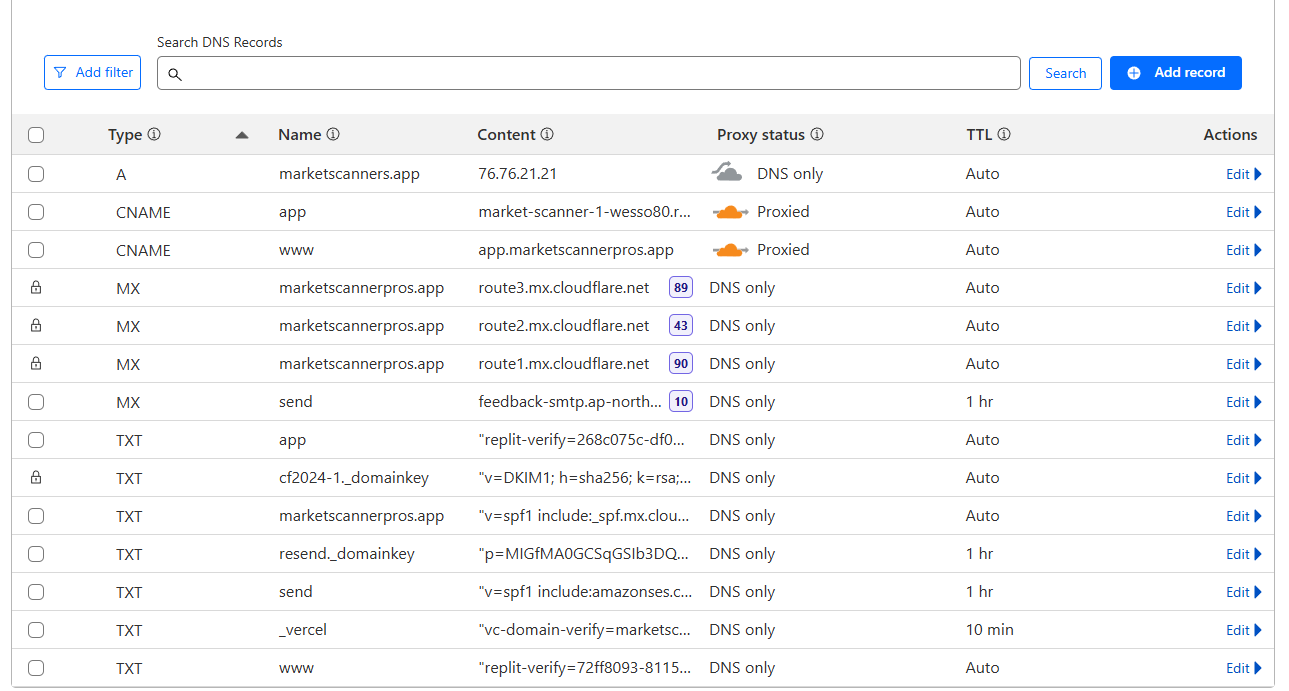 Search DNS Records
Add filter
Search
Add record
Type Name Content Proxy status TTL Actions
A marketscanners.app 76.76.21.21 DNS only Auto Edit
CNAME app market-scanner-1-wesso80.r... Proxied Auto Edit
CNAME www app.marketscannerpros.app Proxied Auto Edit
MX marketscannerpros.app route3.mx.cloudflare.net 89 DNS only Auto Edit
MX marketscannerpros.app route2.mx.cloudflare.net 43 DNS only Auto Edit
MX marketscannerpros.app route1.mx.cloudflare.net 90 DNS only Auto Edit
MX send feedback-smtp.ap-north... 10 DNS only 1 hr Edit
TXT app "replit-verify=268c075c-df0... DNS only Auto Edit
TXT cf2024-1._domainkey "v=DKIM1; h=sha256; k=rsa;... DNS only Auto Edit
TXT marketscannerpros.app "v=spf1 include:_spf.mx.clou... DNS only Auto Edit
TXT resend._domainkey "p=MIGfMA0GCSqGSIb3DQ... DNS only 1 hr Edit
TXT send "v=spf1 include:amazonses.c... DNS only 1 hr Edit
TXT _vercel "vc-domain-verify=marketsc... DNS only 10 min Edit
TXT www "replit-verify=72ff8093-8115... DNS only Auto Edit